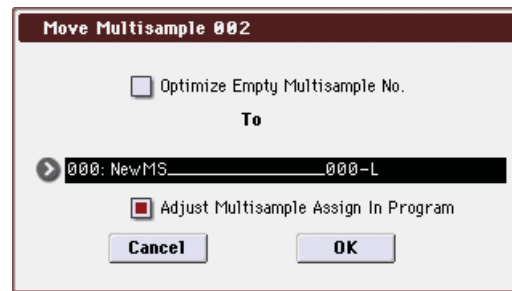 Move Multisample 002
Optimize Empty Multisample No.
To
000: NewMS_______________000-L
Adjust Multisample Assign In Program
Cancel OK